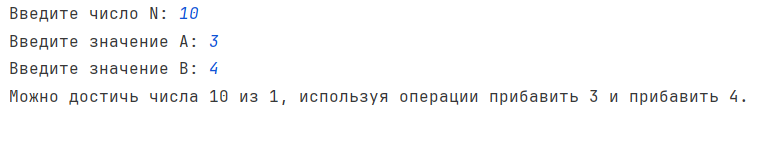 Введите число N: 10
Введите значение A: 3
Введите значение B: 4
Можно достичь числа 10 из 1, используя операции прибавить 3 и прибавить 4.